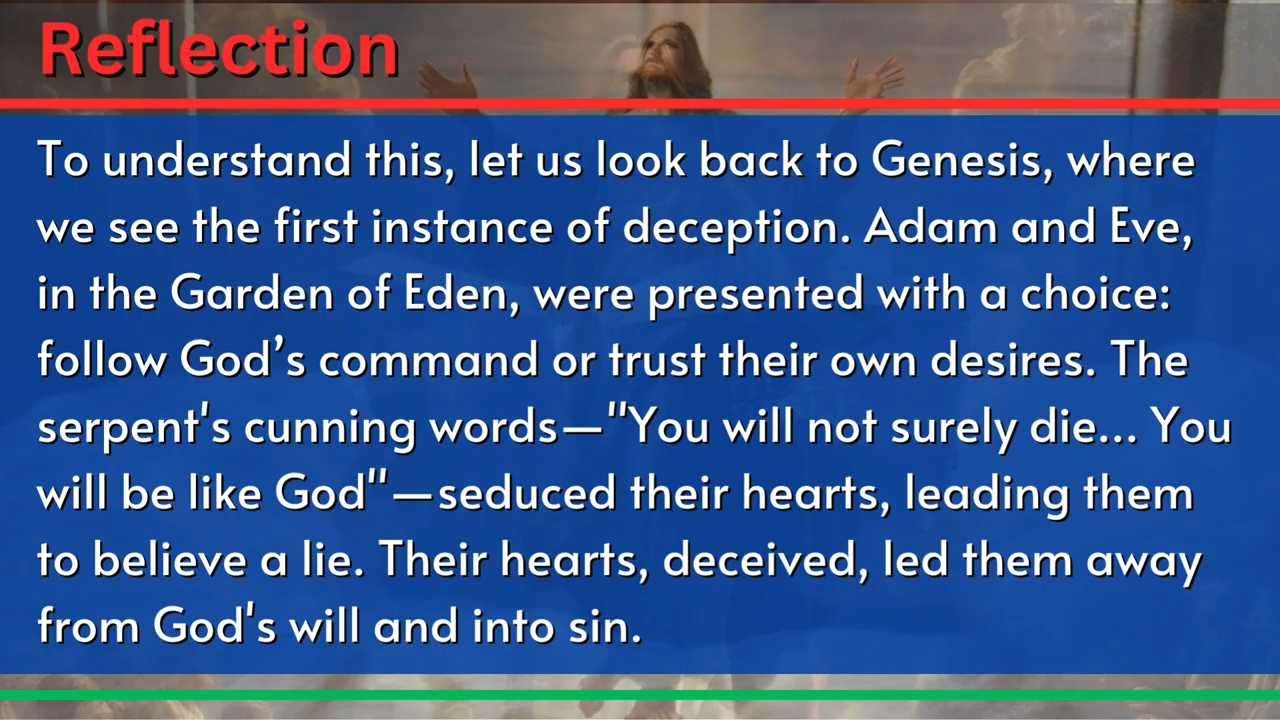 Reflection
To understand this, let us look back to Genesis, where
we see the first instance of deception. Adam and Eve,
in the Garden of Eden, were presented with a choice:
follow God’s command or trust their own desires. The
serpent's cunning words—"You will not surely die... You
will be like God"—seduced their hearts, leading them
to believe a lie. Their hearts, deceived, led them away
from God's will and into sin.